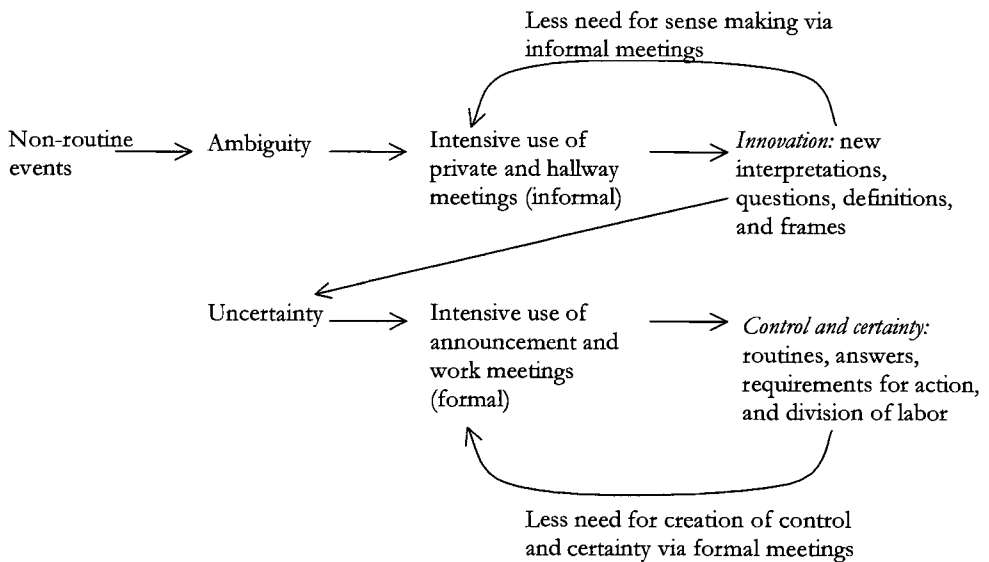 Less need for sense making via
informal meetings
Non-routine
events
Ambiguity
Intensive use of
private and hallway
meetings (informal)
Innovation: new
interpretations,
questions, definitions,
and frames
Uncertainty
Intensive use of
announcement and
work meetings
(formal)
Control and certainty:
routines, answers,
requirements for action,
and division of labor
Less need for creation of control
and certainty via formal meetings